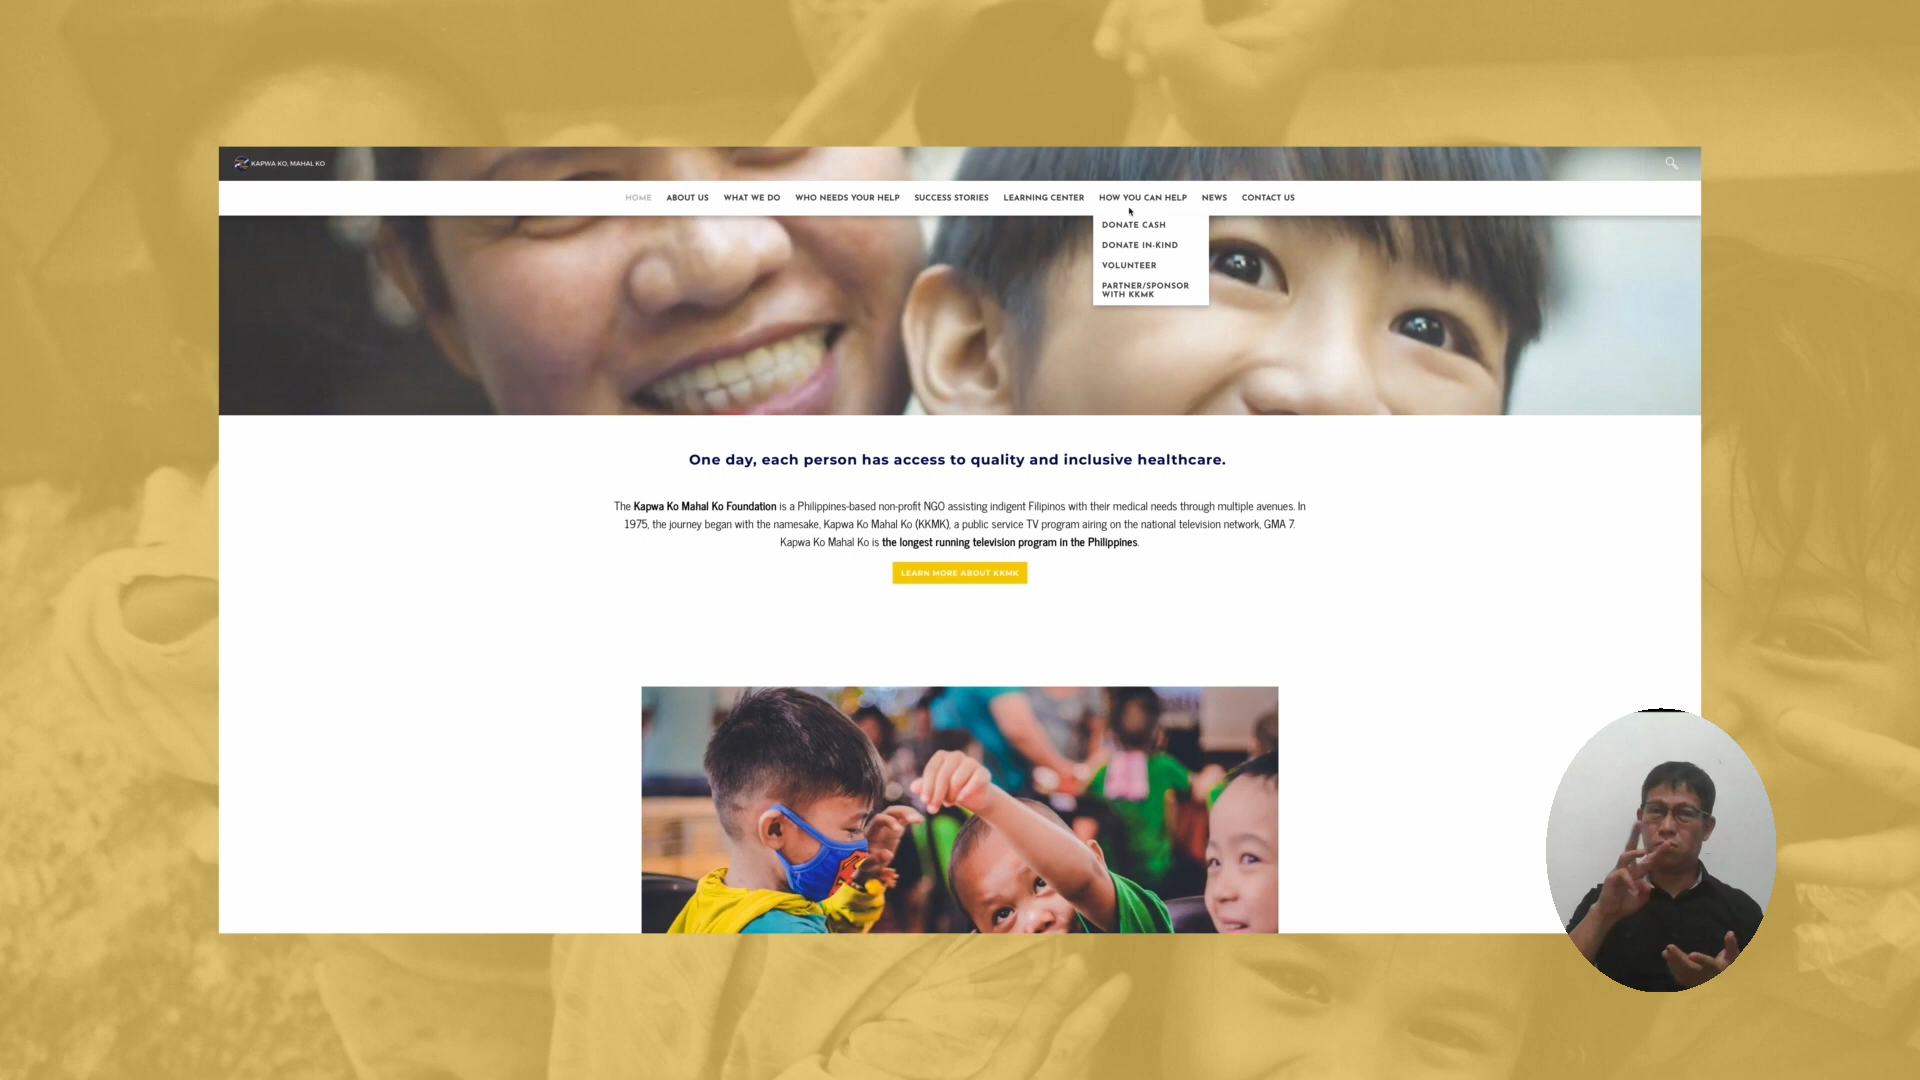 KAPWA KO, MAHAL KO
HOME ABOUT US WHAT WE DO WHO NEEDS YOUR HELP SUCCESS STORIES LEARNING CENTER HOW YOU CAN HELP NEWS CONTACT US
DONATE CASH
DONATE IN-KIND
VOLUNTEER
PARTNER/SPONSOR
WITH KKMK
One day, each person has access to quality and inclusive healthcare.
The Kapwa Ko Mahal Ko Foundation is a Philippines-based non-profit NGO assisting indigent Filipinos with their medical needs through multiple avenues. In
1975, the journey began with the namesake, Kapwa Ko Mahal Ko (KKMK), a public service TV program airing on the national television network, GMA 7.
Kapwa Ko Mahal Ko is the longest running television program in the Philippines.
LEARN MORE ABOUT KKMK